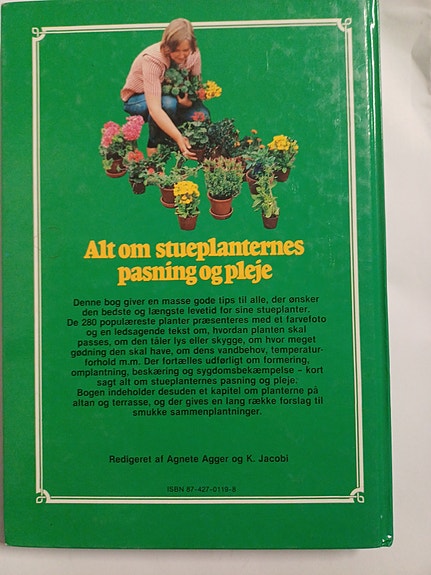 Alt om stueplanternes
pasning og pleje
Denne bog giver en masse gode tips til alle, der ønsker
den bedste og længste levetid for sine stueplanter.
De 280 populæreste planter præsenteres med et farvefoto
og en ledsagende tekst om, hvordan planten skal
passes, om den tåler lys eller skygge, om hvor meget
gødning den skal have, om dens vandbehov, temperatur-
forhold m.m. Der fortælles udførligt om formering,
omplantning, beskæring og sygdomsbekæmpelse – kort
sagt alt om stueplanternes pasning og pleje:
Bogen indeholder desuden et kapitel om planterne på
altan og terrasse, og der gives en lang række forslag til
smukke sammenplantninger.
Redigeret af Agnete Agger og K. Jacobi
ISBN 87-427-0119-8